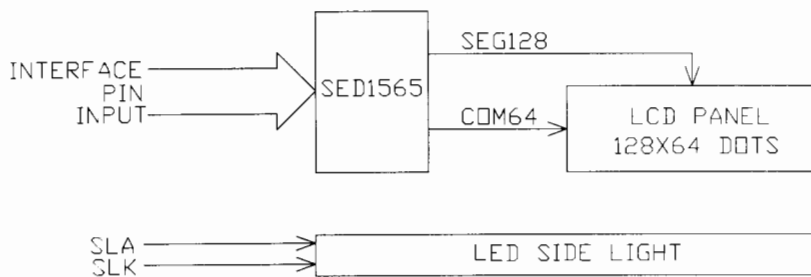 INTERFACE
PIN
INPUT
SED1565
SEG128
COM64
LCD PANEL
128X64 DOTS
SLA
SLK
LED SIDE LIGHT